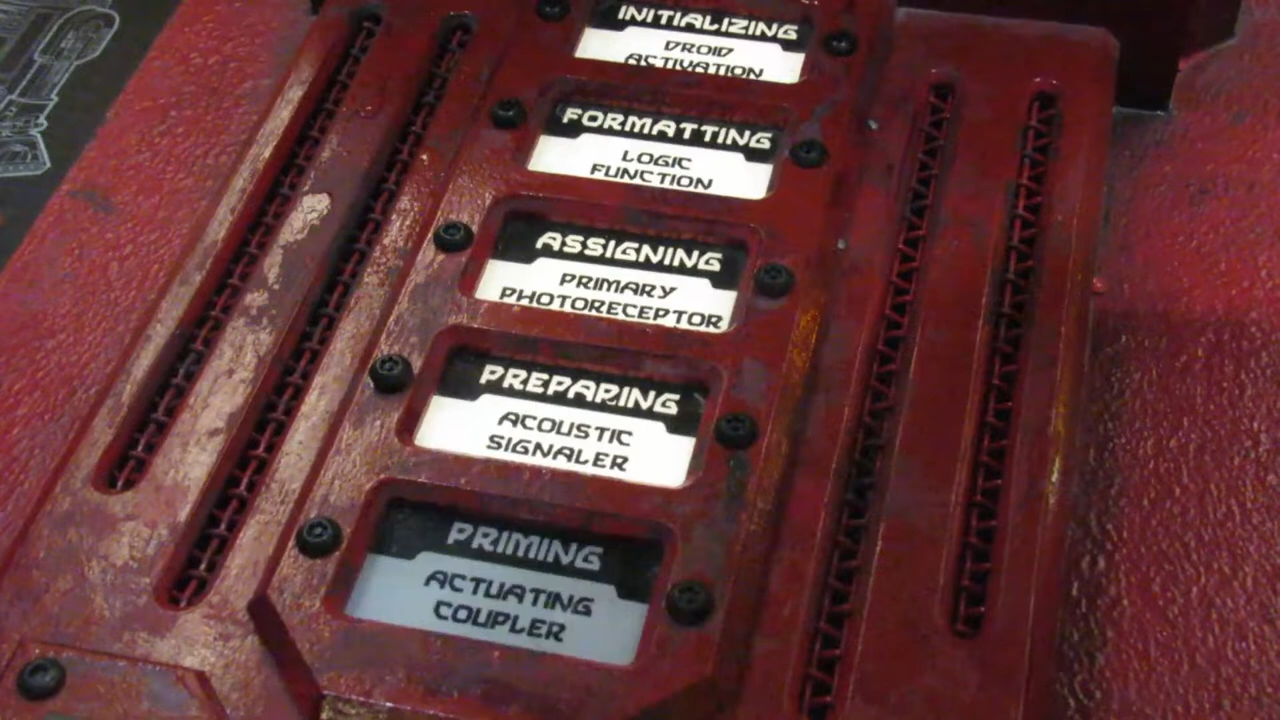 INITIALIZING
DROID
ACTIVATION
FORMATTING
LOGIC
FUNCTION
ASSIGNING
PRIMARY
PHOTORECEPTOR
PREPARING
ACOUSTIC
SIGNALER
PRIMING
ACTUATING
COUPLER